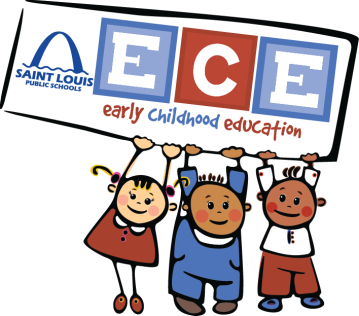 SAINT LOUIS
PUBLIC SCHOOLS
ECE
early childhood education